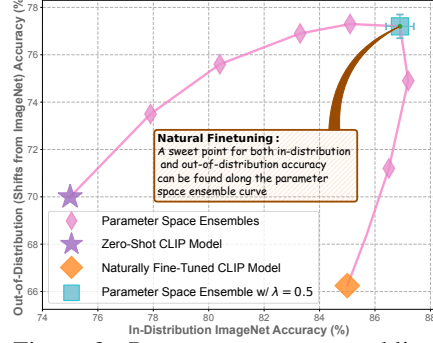 Out-of-Distribution (Shifts from ImageNet) Accuracy (%)
78
76
74
72
70
68
66
Natural Finetuning :
A sweet point for both in-distribution
and out-of-distribution accuracy
can be found along the parameter
space ensemble curve
Parameter Space Ensembles
Zero-Shot CLIP Model
Naturally Fine-Tuned CLIP Model
Parameter Space Ensemble w/ λ = 0.5
74 76 78 80 82 84 86 88
In-Distribution ImageNet Accuracy (%)